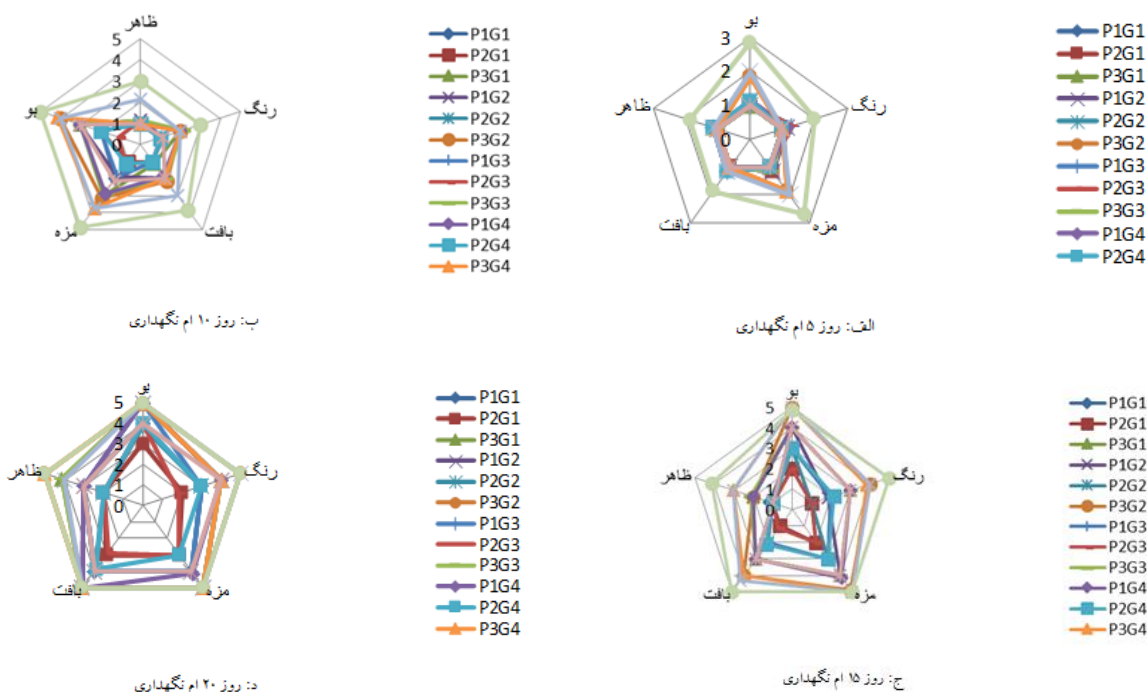 بو
3
2
1
0
رنگ
مزه
بافت
ظاهر
P1G1
P2G1
P3G1
P1G2
P2G2
P3G2
P1G3
P2G3
P3G3
P1G4
P2G4
الف: روز ۵ ام نگهداری
ظاهر
5
4
3
2
1
0
رنگ
بافت
مزه
بو
P1G1
P2G1
P3G1
P1G2
P2G2
P3G2
P1G3
P2G3
P3G3
P1G4
P2G4
P3G4
ب: روز ۱۰ ام نگهداری
بو
5
4
3
2
1
0
رنگ
مزه
بافت
ظاهر
P1G1
P2G1
P3G1
P1G2
P2G2
P3G2
P1G3
P2G3
P3G3
P1G4
P2G4
P3G4
ج: روز ۱۵ ام نگهداری
بو
5
4
3
2
1
0
رنگ
مزه
بافت
ظاهر
P1G1
P2G1
P3G1
P1G2
P2G2
P3G2
P1G3
P2G3
P3G3
P1G4
P2G4
P3G4
د: روز ۲۰ ام نگهداری